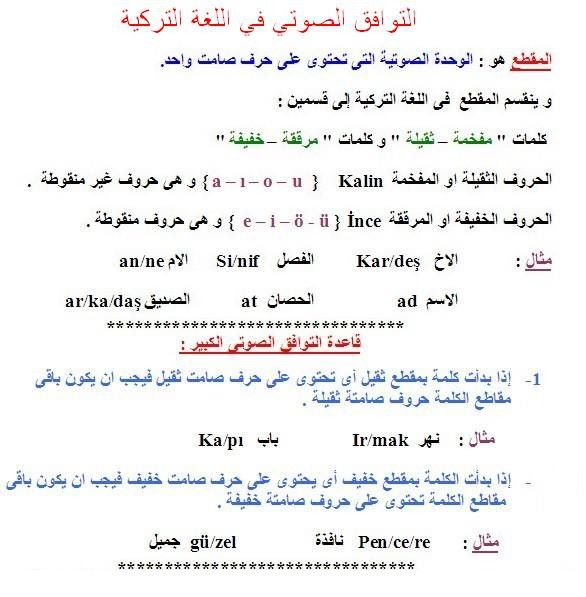 التوافق الصوتي في اللغة التركية
المقطع هو : الوحدة الصوتية التى تحتوى على حرف صامت واحد.
و ينقسم المقطع فى اللغة التركية إلى قسمين :
كلمات " مفخمة – ثقيلة " و كلمات " مرققة – خفيفة "
الحروف الثقيلة او المفخمة Kalin { a – ı – o – u } و هى حروف غير منقوطة .
الحروف الخفيفة او المرققة İnce { e – i – ö - ü } و هى حروف منقوطة .
مثال : الاخ Kar/deş الفصل Si/nif الام an/ne
الاسم ad الحصان at الصديق ar/ka/daş
********************************
قاعدة التوافق الصوتى الكبير :
1- إذا بدأت كلمة بمقطع ثقيل أى تحتوى على حرف صامت ثقيل فيجب ان يكون باقى
مقاطع الكلمة حروف صامتة ثقيلة .
مثال : نهر Ir/mak باب Ka/pı
- إذا بدأت الكلمة بمقطع خفيف أى يحتوى على حرف صامت خفيف فيجب ان يكون باقى
مقاطع الكلمة تحتوى على حروف صامتة خفيفة .
مثال : Pen/ce/re نافذة gü/zel جميل
********************************